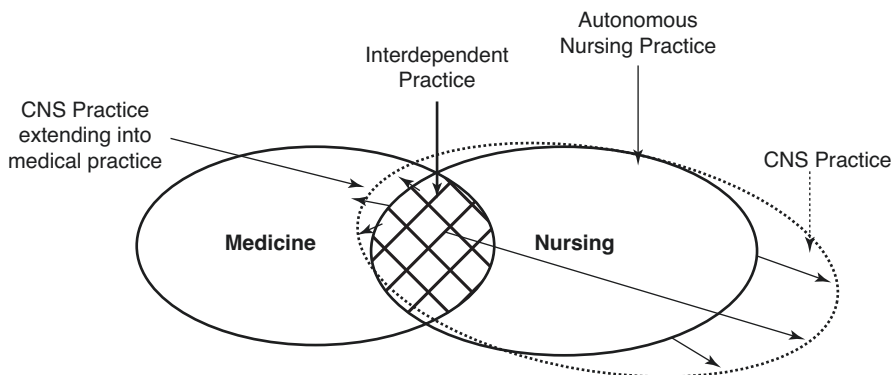 Autonomous
Nursing Practice
Interdependent
Practice
CNS Practice
extending into
medical practice
CNS Practice
Medicine
Nursing